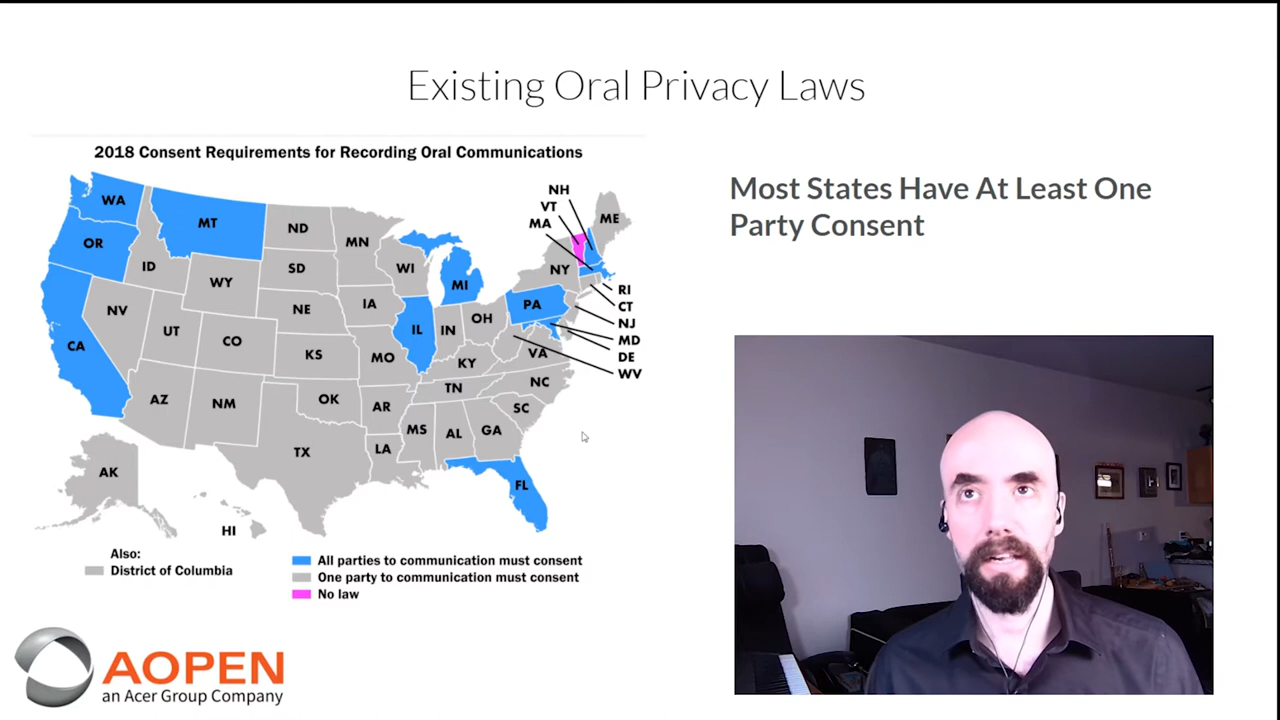 Existing Oral Privacy Laws
2018 Consent Requirements for Recording Oral Communications
Most States Have At Least One
Party Consent
NH
VT
MA
ME
WA
MT
ND
MN
OR
ID
SD
WI
NY
WY
MI
RI
CT
NV
NE
IA
PA
NJ
UT
CO
IL
IN
OH
MD
CA
KS
MO
KY
VA
DE
WV
AZ
NM
OK
AR
TN
NC
SC
TX
LA
MS
AL
GA
AK
FL
HI
Also:
District of Columbia
All parties to communication must consent
One party to communication must consent
No law
AOPEN
an Acer Group Company